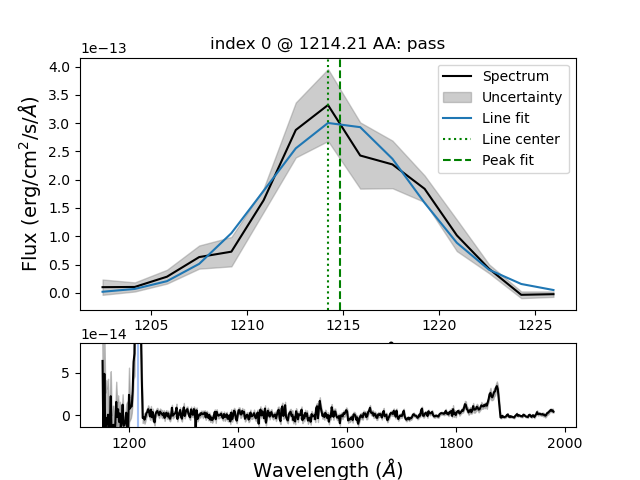 index 0 @ 1214.21 AA: pass
1e−13
4.0
3.5
3.0
2.5
2.0
1.5
1.0
0.5
0.0
Flux (erg/cm²/s/Å)
Spectrum
Uncertainty
Line fit
Line center
Peak fit
1205 1210 1215 1220 1225
1e−14
5
0
1200 1400 1600 1800 2000
Wavelength (Å)